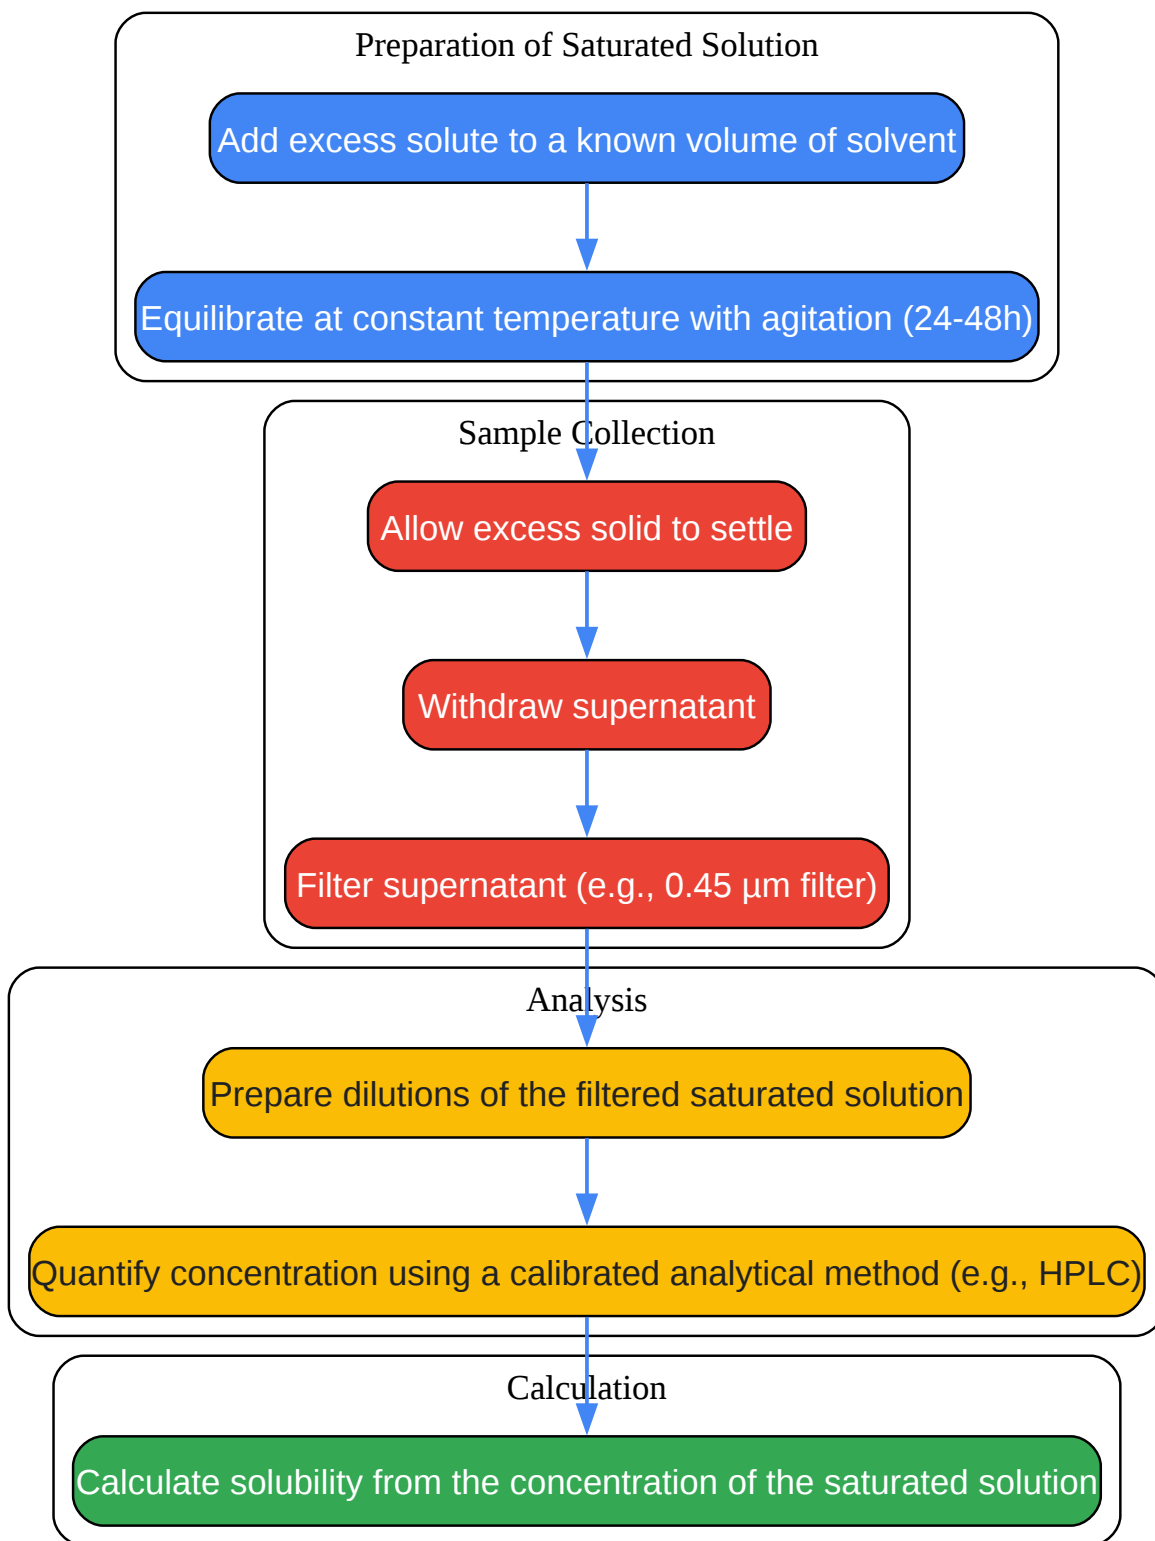 Preparation of Saturated Solution
Add excess solute to a known volume of solvent
Equilibrate at constant temperature with agitation (24-48h)
Sample Collection
Allow excess solid to settle
Withdraw supernatant
Filter supernatant (e.g., 0.45 µm filter)
Analysis
Prepare dilutions of the filtered saturated solution
Quantify concentration using a calibrated analytical method (e.g., HPLC)
Calculation
Calculate solubility from the concentration of the saturated solution